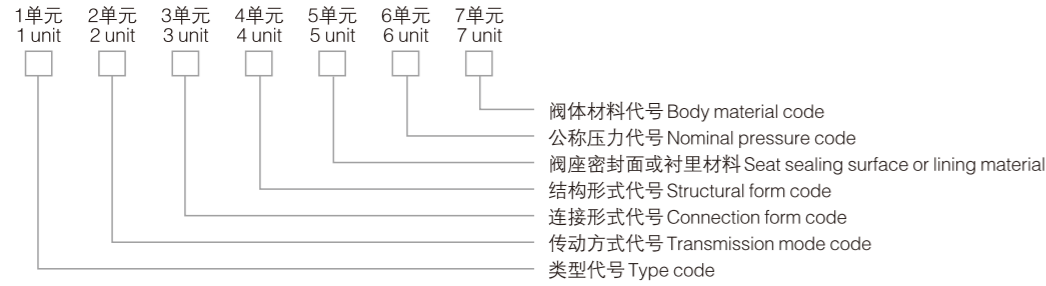 1单元 2单元 3单元 4单元 5单元 6单元 7单元
1 unit 2 unit 3 unit 4 unit 5 unit 6 unit 7 unit
阀体材料代号 Body material code
公称压力代号 Nominal pressure code
阀座密封面或衬里材料 Seat sealing surface or lining material
结构形式代号 Structural form code
连接形式代号 Connection form code
传动方式代号 Transmission mode code
类型代号 Type code